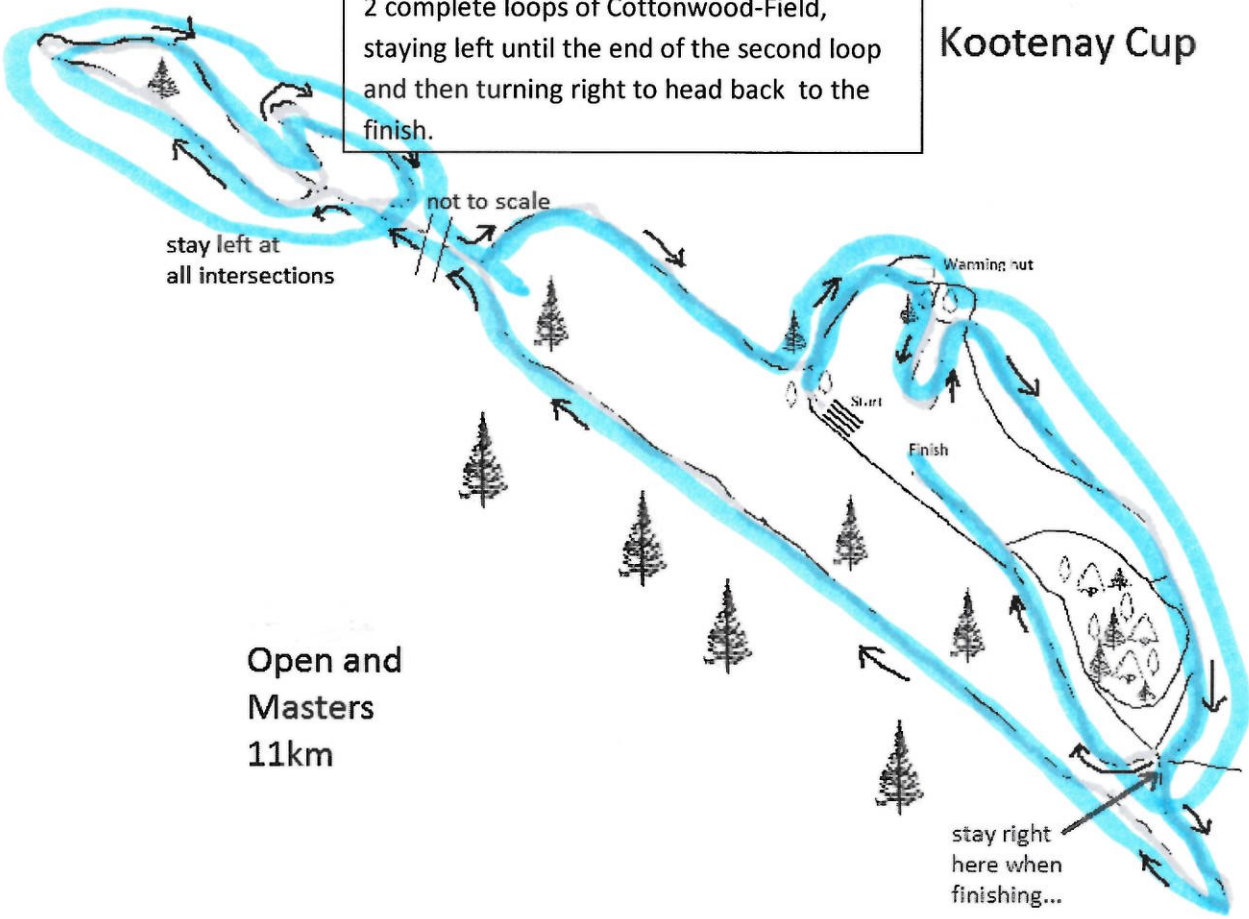 2 complete loops of Cottonwood-Field,
staying left until the end of the second loop
and then turning right to head back to the
finish.
Kootenay Cup
not to scale
stay left at
all intersections
Warming hut
Start
Finish
Open and
Masters
11km
stay right
here when
finishing...